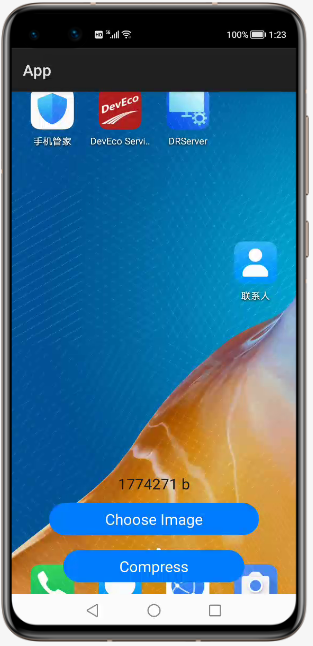 100% 1:23
App
DevEco
手机管家 DevEco Servi.. DRServer
联系人
1774271 b
Choose Image
Compress